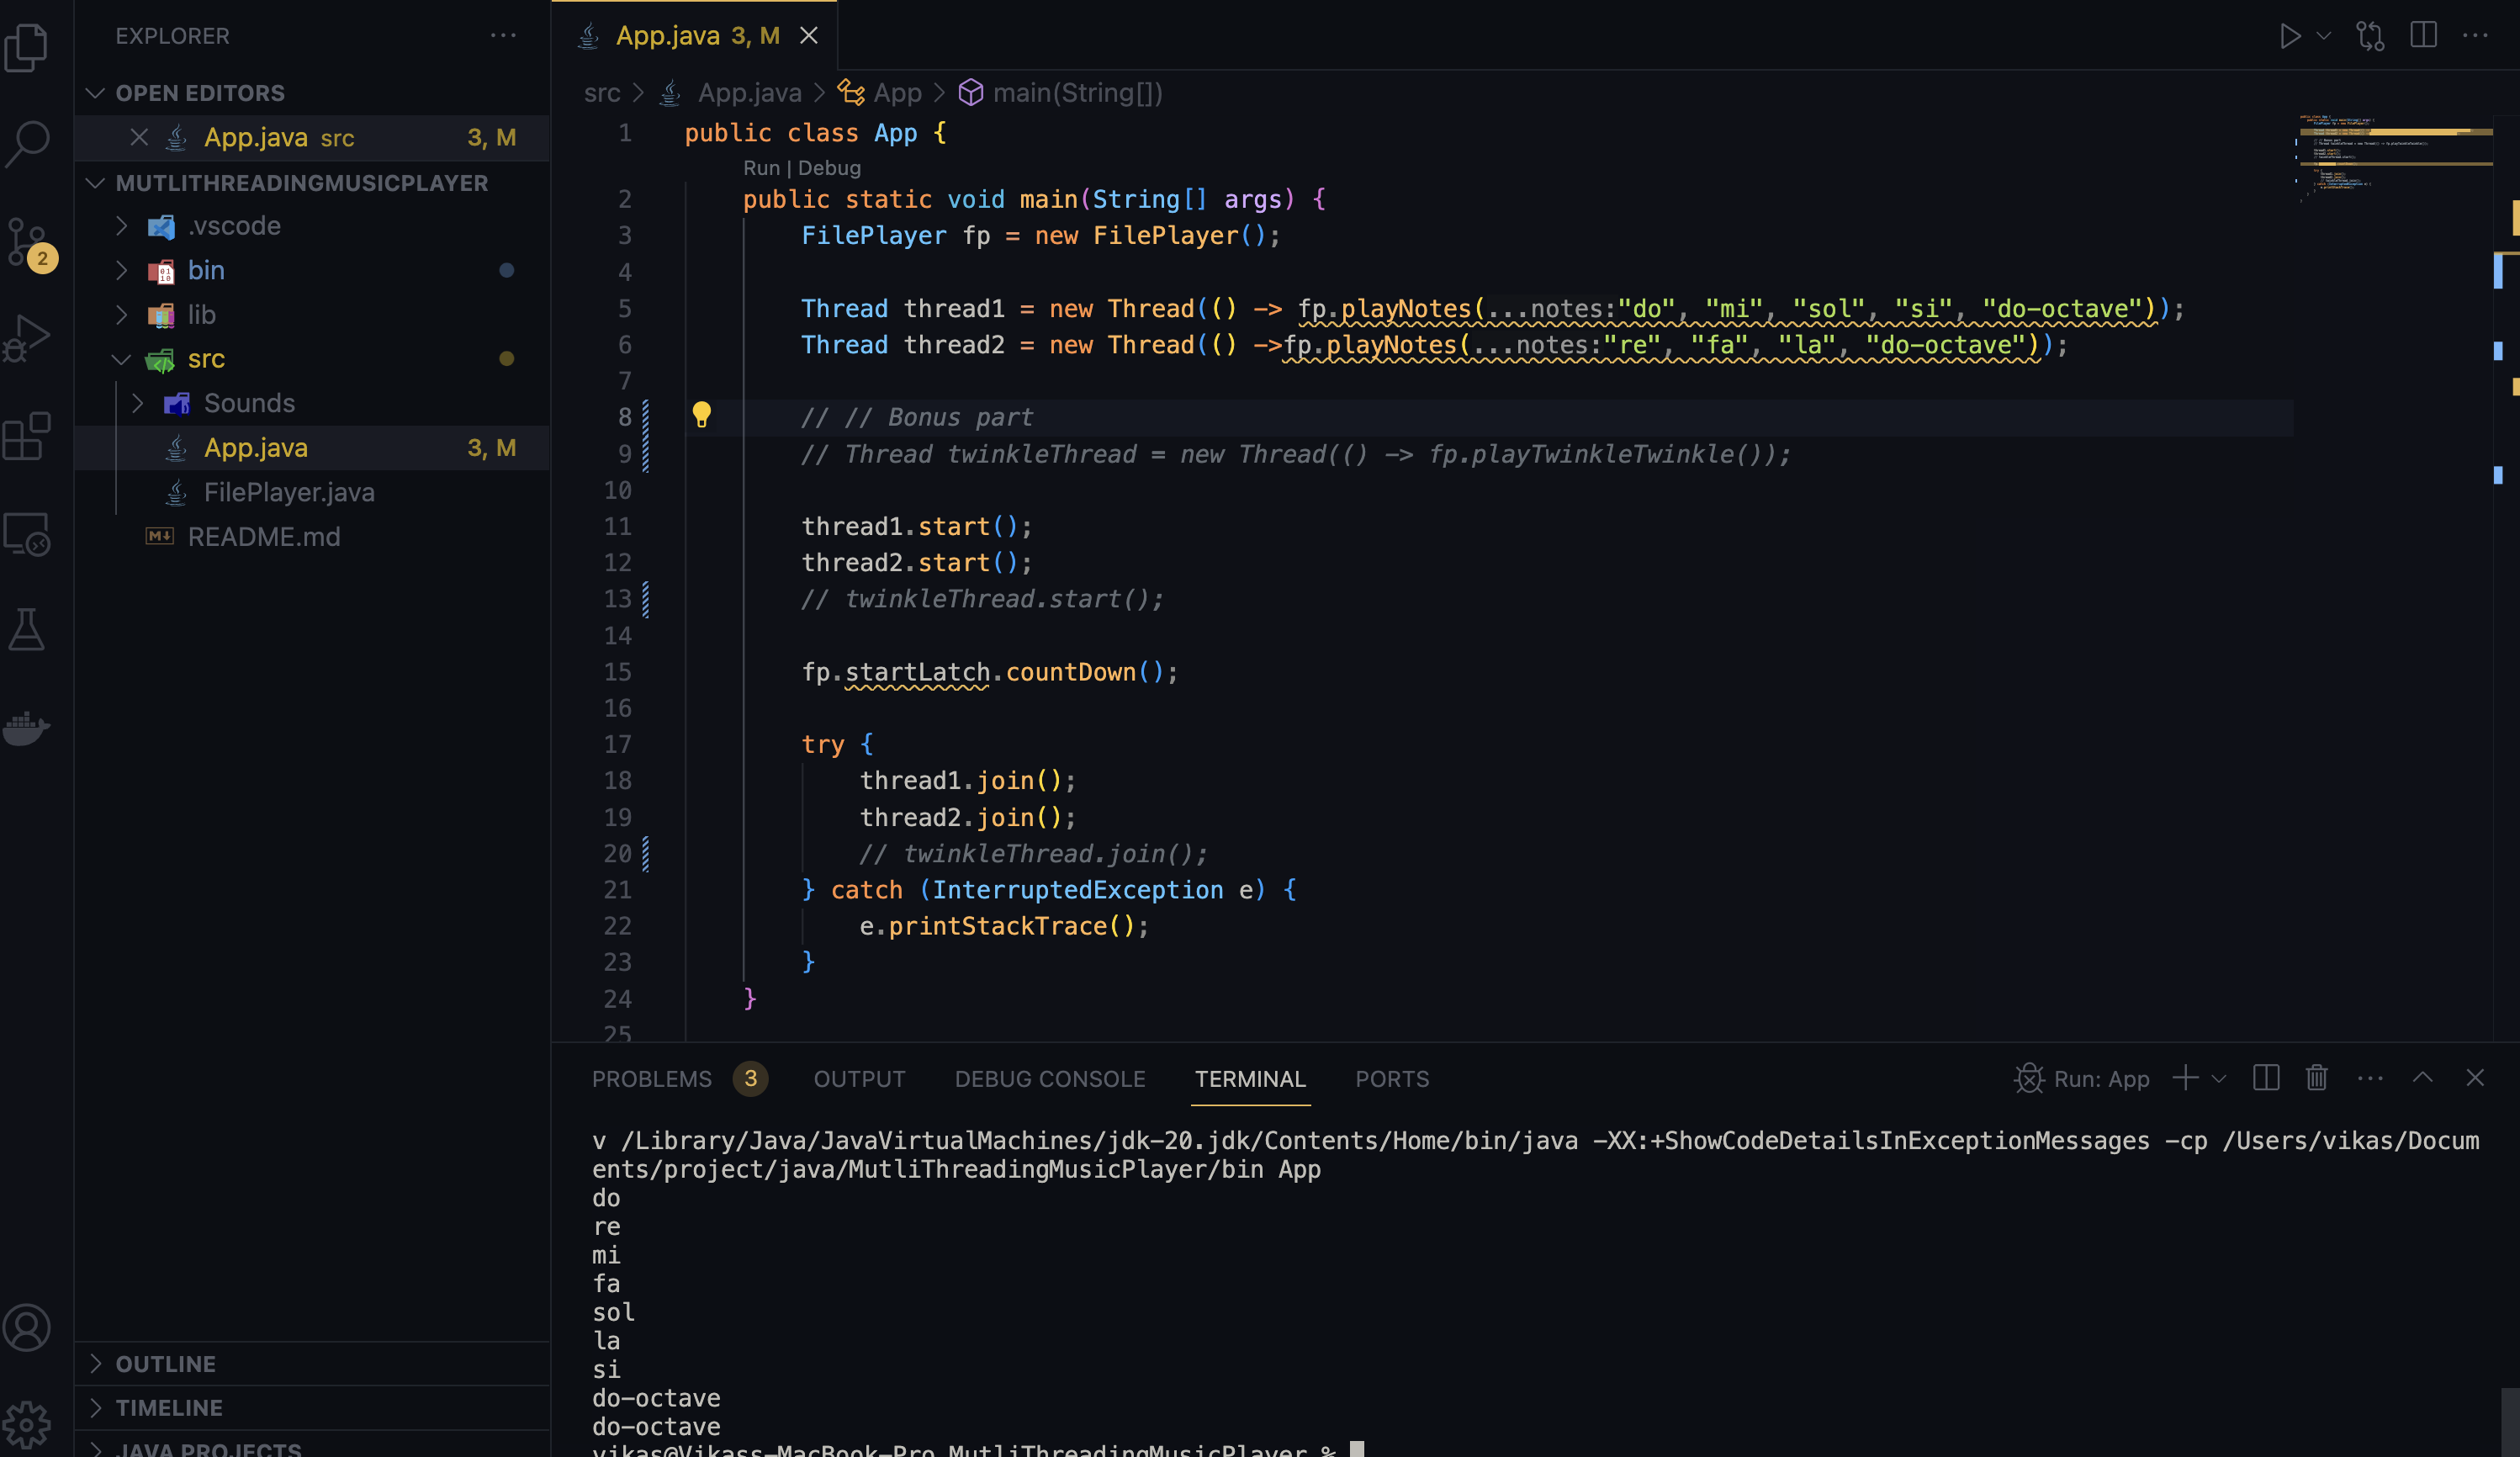 EXPLORER
OPEN EDITORS
App.java src 3, M
MUTLITHREADINGMUSICPLAYER
.vscode
bin
lib
src
Sounds
App.java 3, M
FilePlayer.java
README.md
OUTLINE
TIMELINE
JAVA PROJECTS
2
App.java 3, M
src > App.java > App > main(String[])
1 public class App {
Run | Debug
2 public static void main(String[] args) {
3 FilePlayer fp = new FilePlayer();
4
5 Thread thread1 = new Thread(() -> fp.playNotes(...notes:"do", "mi", "sol", "si", "do-octave"));
6 Thread thread2 = new Thread(() ->fp.playNotes(...notes:"re", "fa", "la", "do-octave"));
7
8 // // Bonus part
9 // Thread twinkleThread = new Thread(() -> fp.playTwinkleTwinkle());
10
11 thread1.start();
12 thread2.start();
13 // twinkleThread.start();
14
15 fp.startLatch.countDown();
16
17 try {
18 thread1.join();
19 thread2.join();
20 // twinkleThread.join();
21 } catch (InterruptedException e) {
22 e.printStackTrace();
23 }
24 }
25
PROBLEMS 3 OUTPUT DEBUG CONSOLE TERMINAL PORTS Run: App
v /Library/Java/JavaVirtualMachines/jdk-20.jdk/Contents/Home/bin/java -XX:+ShowCodeDetailsInExceptionMessages -cp /Users/vikas/Docum
ents/project/java/MutliThreadingMusicPlayer/bin App
do
re
mi
fa
sol
la
si
do-octave
do-octave
vikas@Vikass-MacBook-Pro MutliThreadingMusicPlayer %